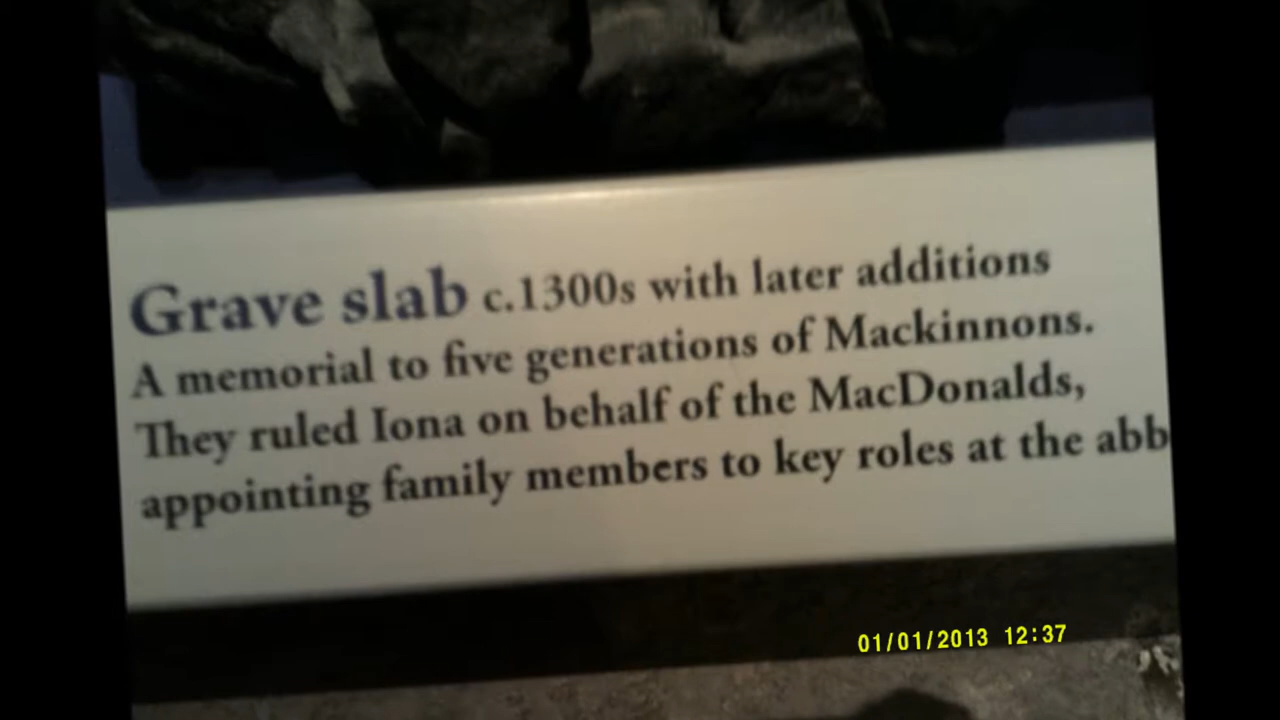 Grave slab c.1300s with later additions
A memorial to five generations of Mackinnons.
They ruled Iona on behalf of the MacDonalds,
appointing family members to key roles at the abb
01/01/2013 12:37